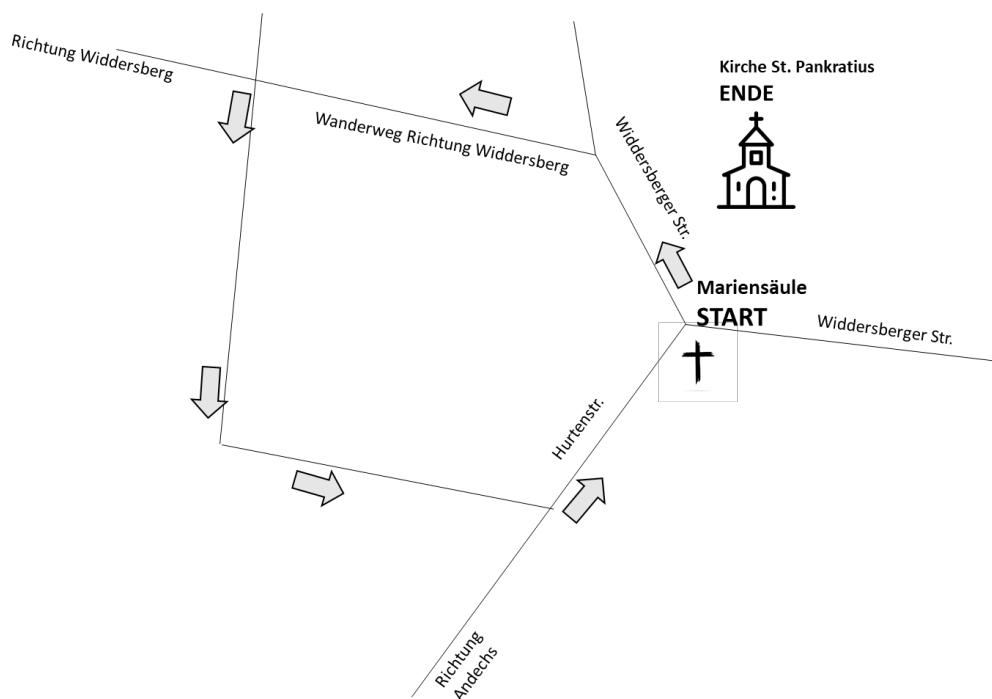 Richtung Widdersberg
Kirche St. Pankratius
ENDE
Wanderweg Richtung Widdersberg
Widdersberger Str.
Mariensäule
START
Widdersberger Str.
Hurtenstr.
Richtung
Andechs